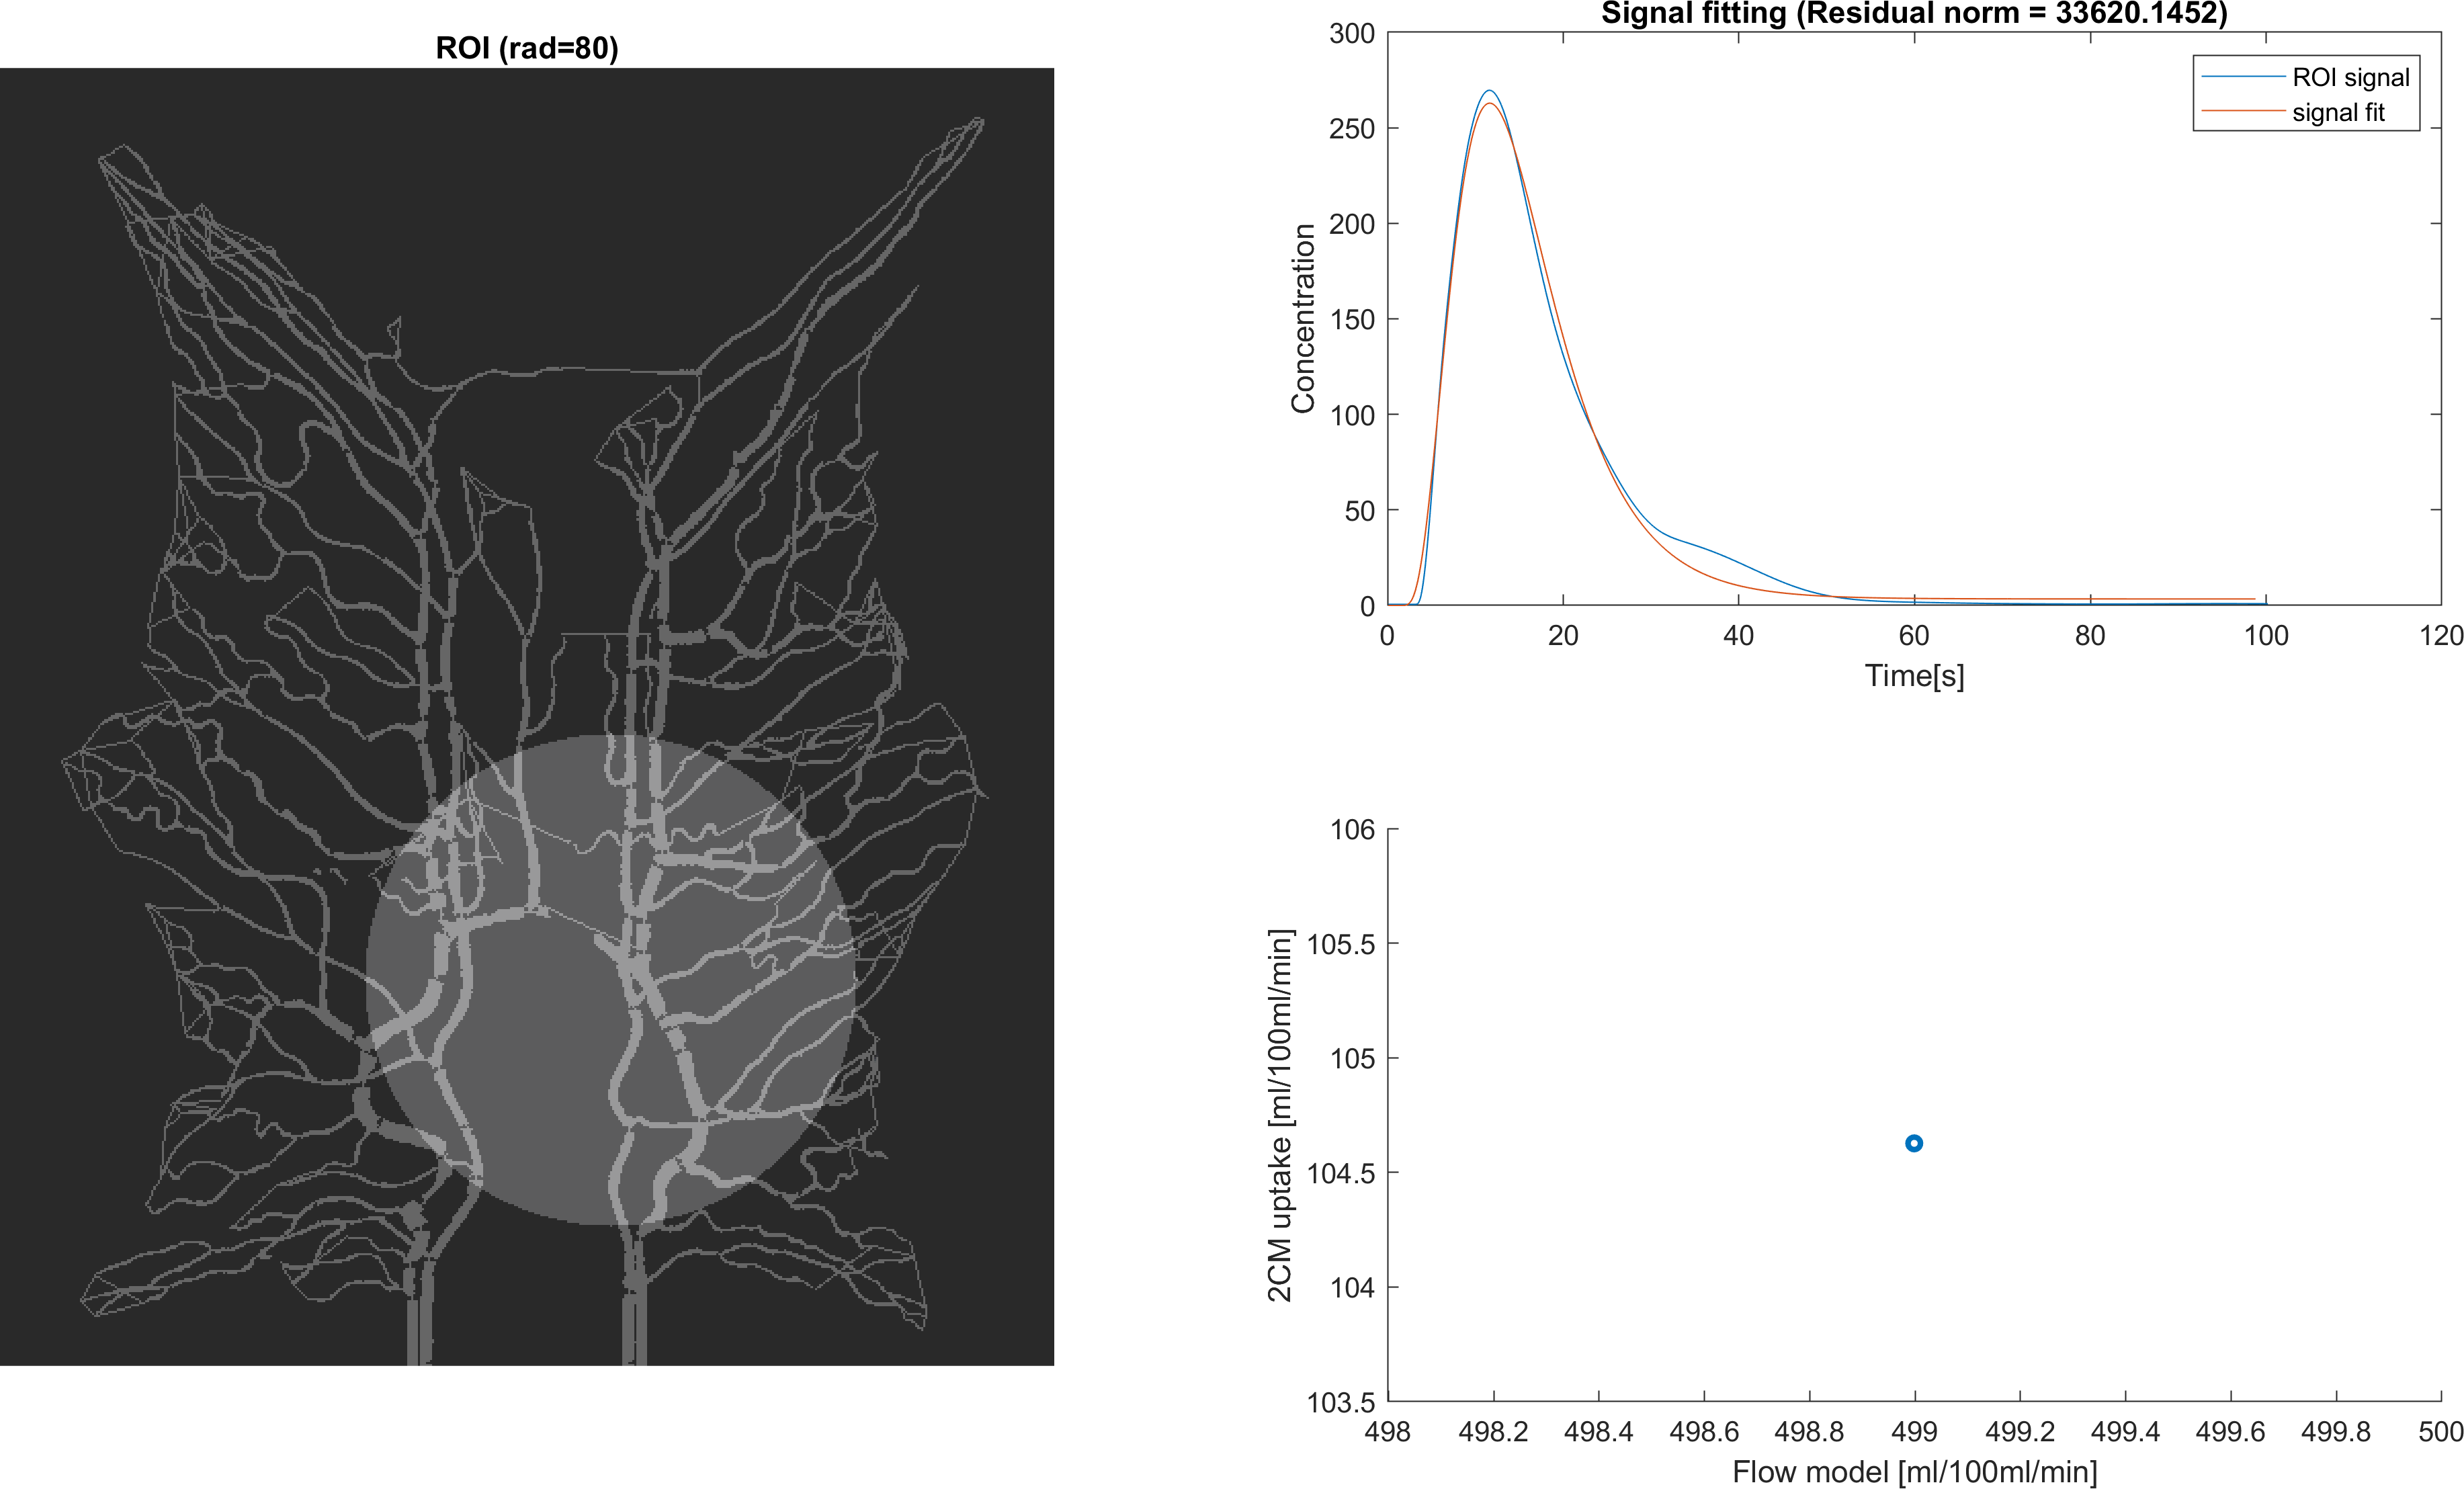 ROI (rad=80)
Signal fitting (Residual norm = 33620.1452)
300
250
200
150
100
50
0
Concentration
ROI signal
signal fit
0 20 40 60 80 100 120
Time[s]
106
105.5
105
104.5
104
103.5
2CM uptake [ml/100ml/min]
498 498.2 498.4 498.6 498.8 499 499.2 499.4 499.6 499.8 500
Flow model [ml/100ml/min]